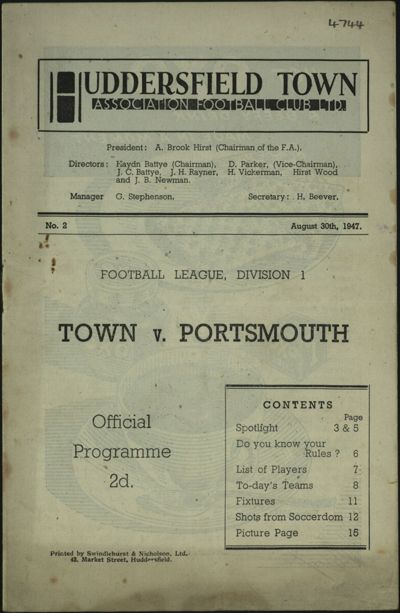 4744
HUDDERSFIELD TOWN
ASSOCIATION FOOTBALL CLUB LTD.
President: A. Brook Hirst (Chairman of the F.A.).
Directors: Haydn Battye (Chairman), D. Parker, (Vice-Chairman),
J. C. Battye, J. H. Rayner, H. Vickerman, Hirst Wood
and J. B. Newman.
Manager G. Stephenson. Secretary: H. Beever.
No. 2 August 30th, 1947.
FOOTBALL LEAGUE, DIVISION 1
TOWN v. PORTSMOUTH
Official
Programme
2d.
CONTENTS
Page
Spotlight 3 & 5
Do you know your
Rules ? 6
List of Players 7
To-day's Teams 8
Fixtures 11
Shots from Soccerdom 12
Picture Page 15
Printed by Swindlehurst & Nicholson, Ltd.
43, Market Street, Huddersfield.